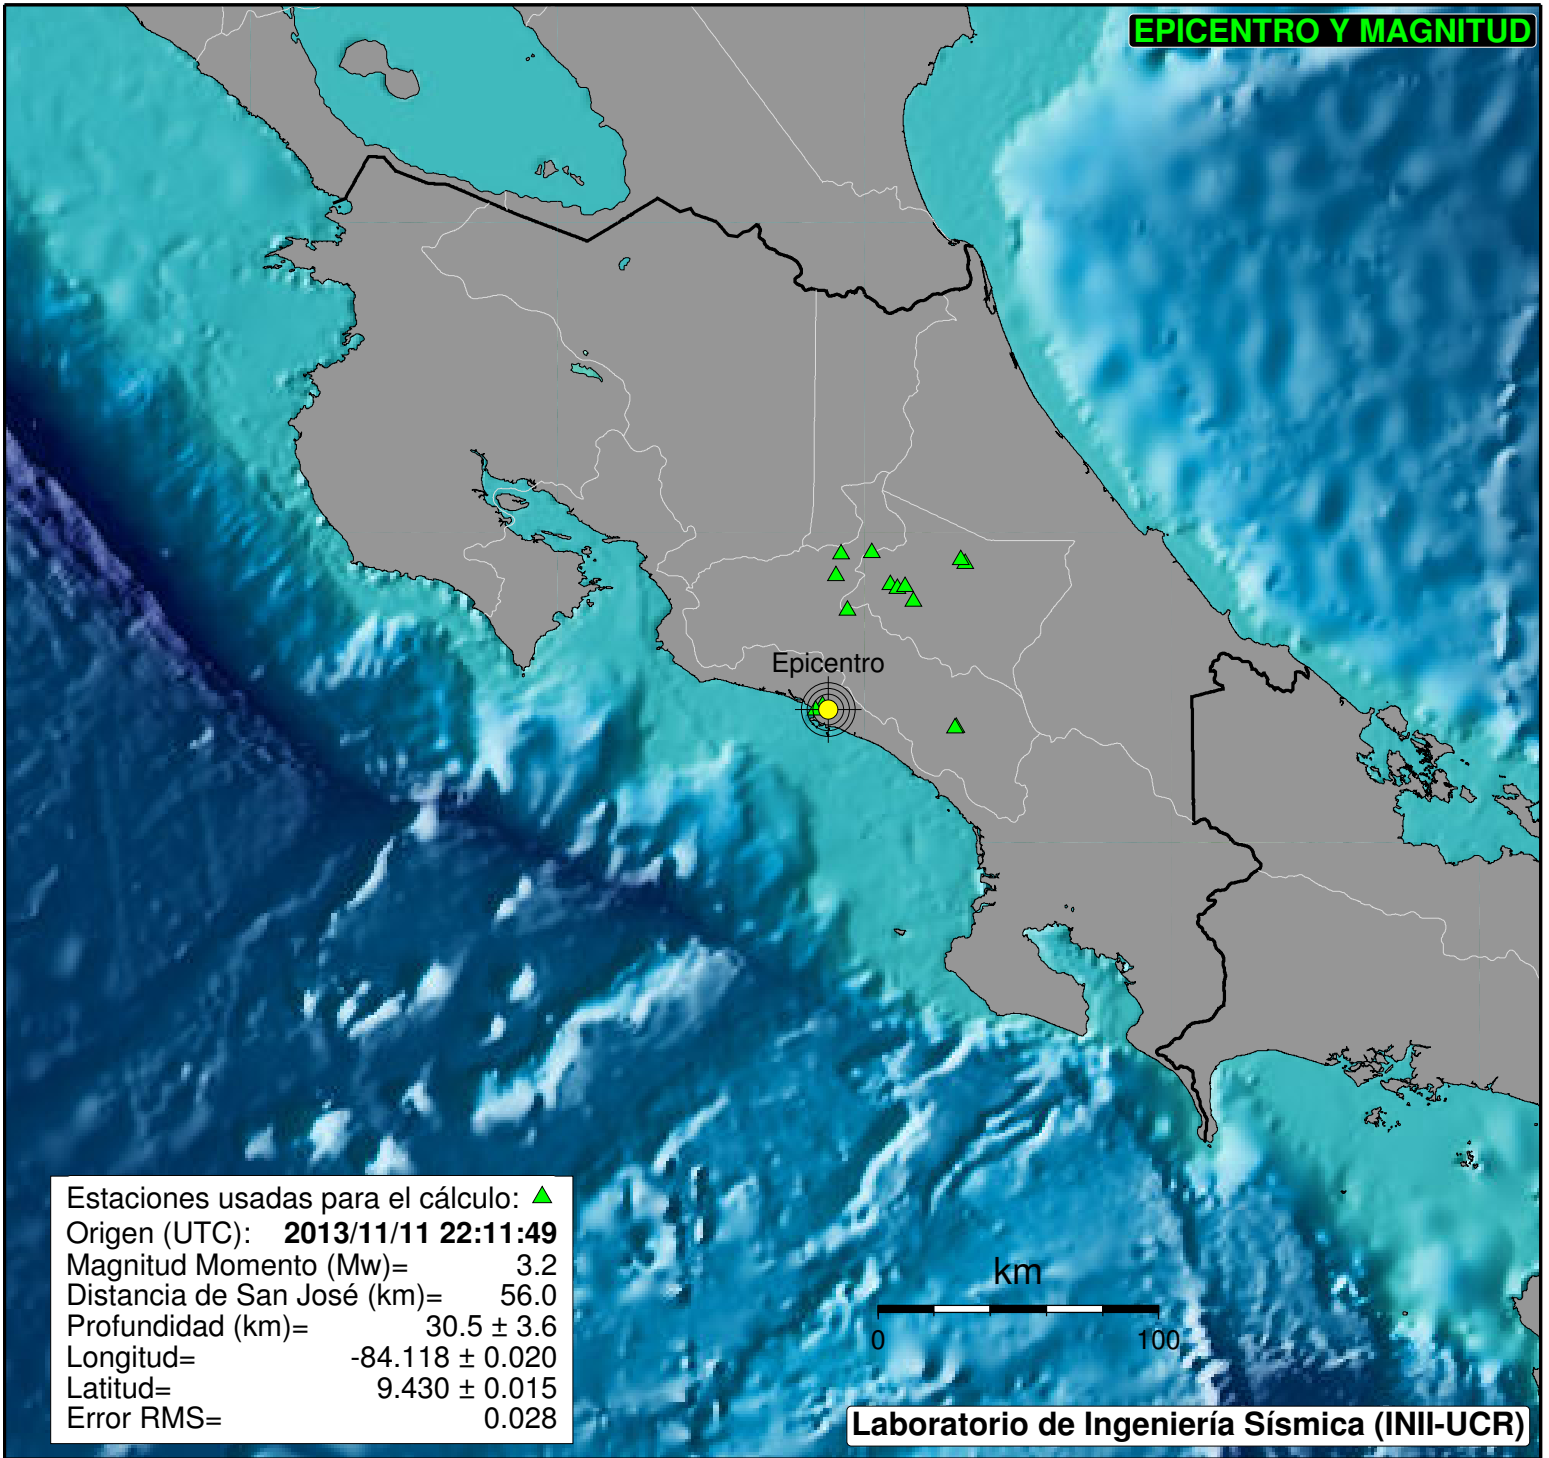 EPICENTRO Y MAGNITUD
Epicentro
Estaciones usadas para el cálculo:
Origen (UTC): 2013/11/11 22:11:49
Magnitud Momento (Mw)= 3.2
Distancia de San José (km)= 56.0
Profundidad (km)= 30.5 ± 3.6
Longitud= -84.118 ± 0.020
Latitud= 9.430 ± 0.015
Error RMS= 0.028
km
0 100
Laboratorio de Ingeniería Sísmica (INII-UCR)